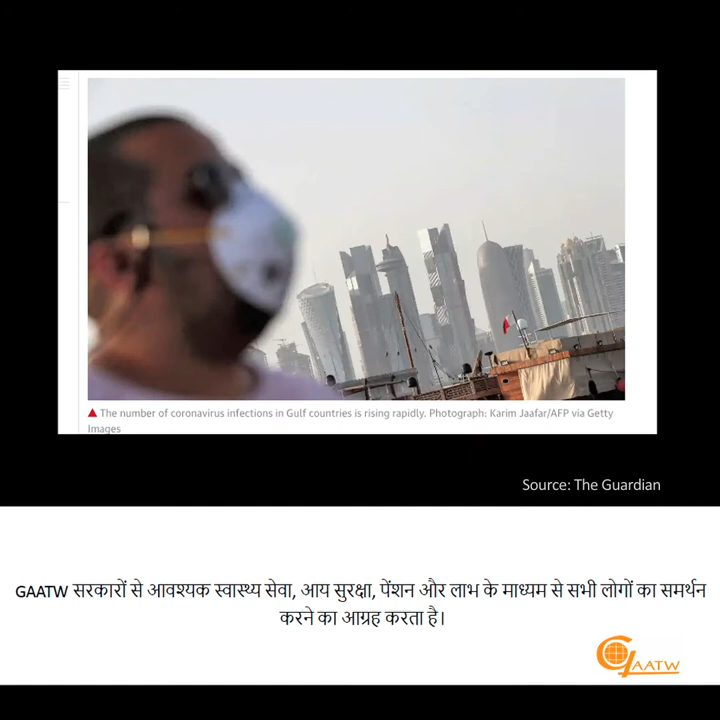 ▲ The number of coronavirus infections in Gulf countries is rising rapidly. Photograph: Karim Jaafar/AFP via Getty
Images
Source: The Guardian
GAATW सरकारों से आवश्यक स्वास्थ्य सेवा, आय सुरक्षा, पेंशन और लाभ के माध्यम से सभी लोगों का समर्थन
करने का आग्रह करता है।
GAATW